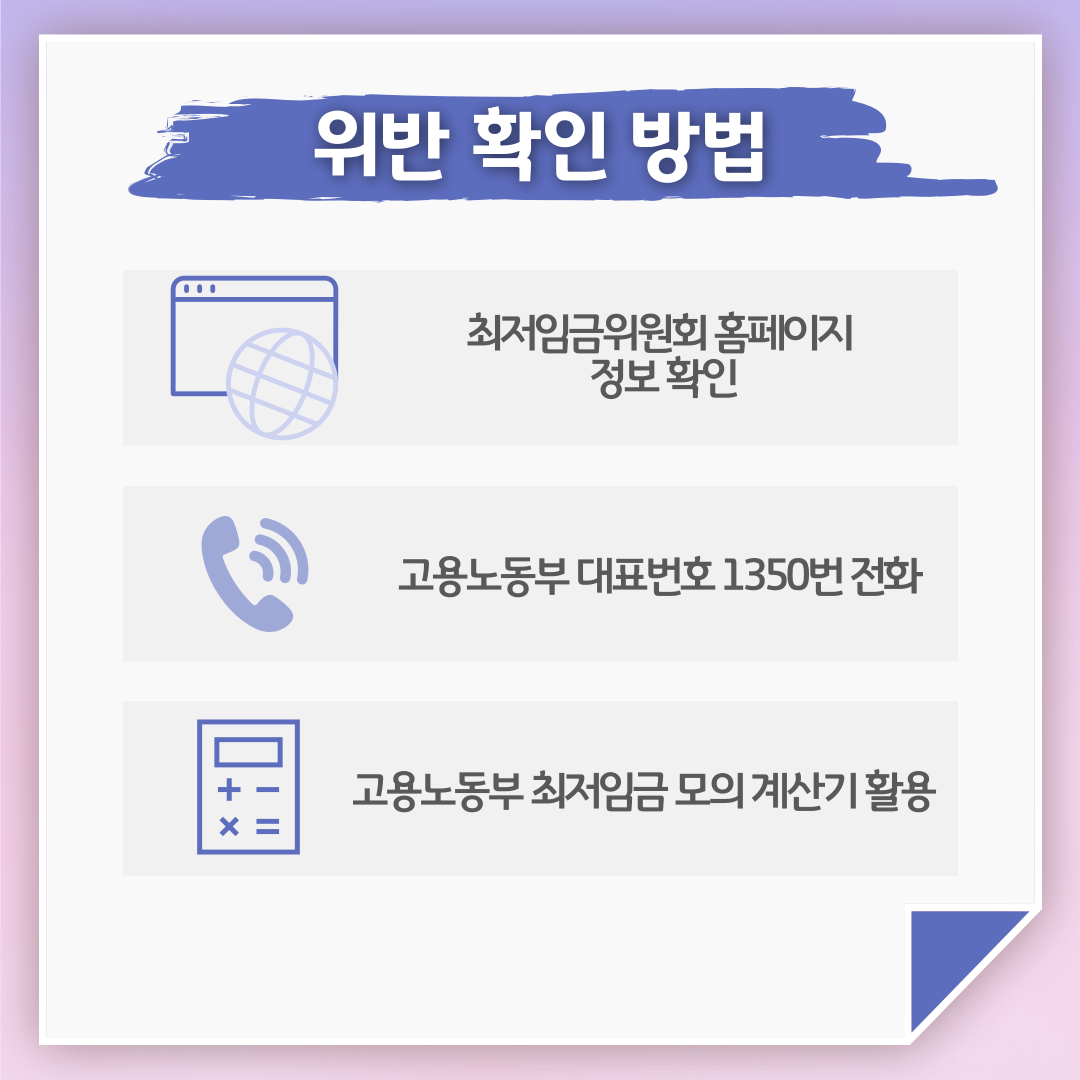 위반 확인 방법
최저임금위원회 홈페이지
정보 확인
고용노동부 대표번호 1350번 전화
고용노동부 최저임금 모의 계산기 활용